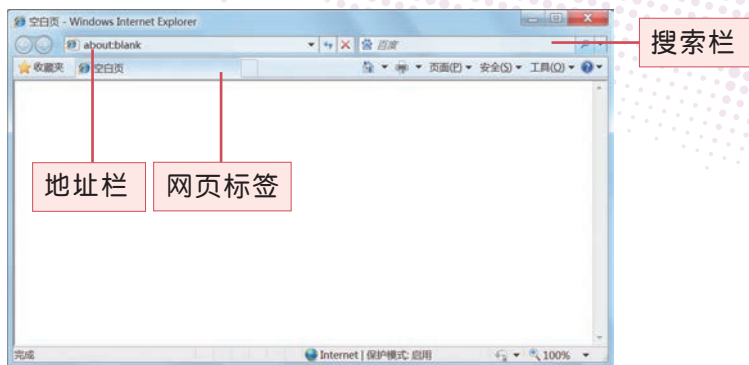 空白页 - Windows Internet Explorer
about:blank
百度
搜索栏
收藏夹 空白页
页面(P) 安全(S) 工具(O)
地址栏 网页标签
完成
Internet | 保护模式: 启用
100%